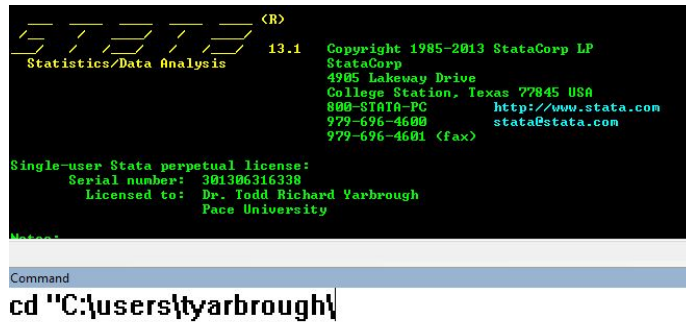 (R)
13.1 Copyright 1985-2013 StataCorp LP
Statistics/Data Analysis StataCorp
4905 Lakeway Drive
College Station, Texas 77845 USA
800-STATA-PC http://www.stata.com
979-696-4600 stata@stata.com
979-696-4601 (fax)
Single-user Stata perpetual license:
Serial number: 301306316338
Licensed to: Dr. Todd Richard Yarbrough
Pace University
Notes:
Command
cd "C:\users\tyarbrough\